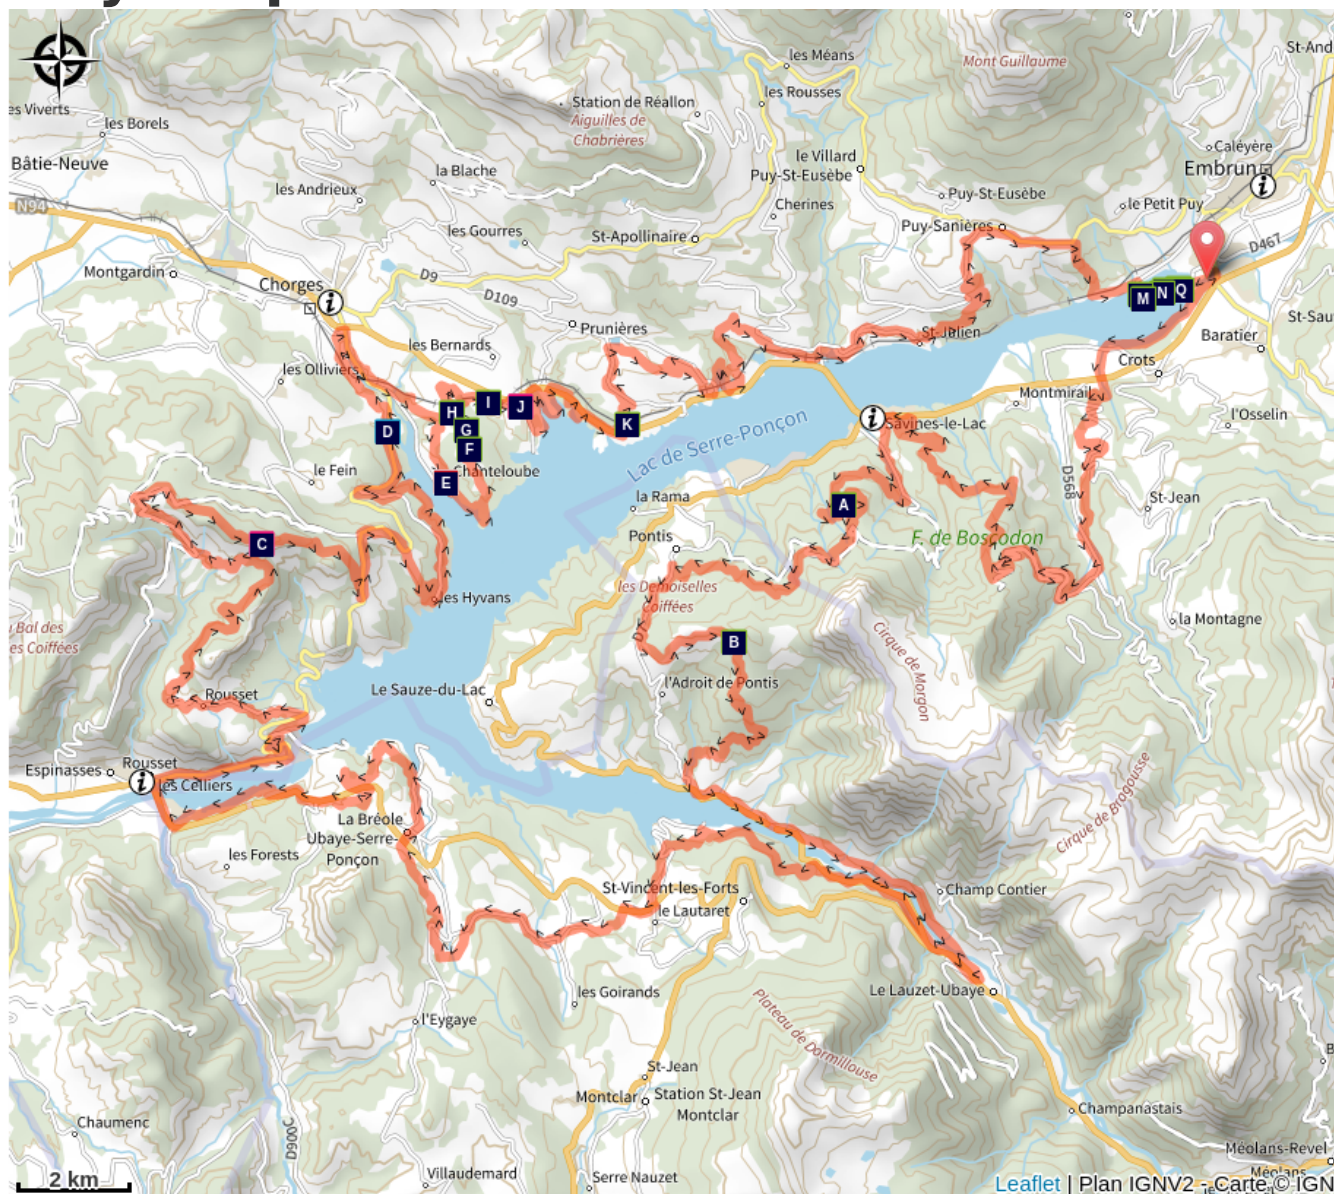 les Méans
Mont Guillaume
St-And
les Rousses
Station de Réallon
Aiguilles de
Chabrières
es Viverts
les Borels
Bâtie-Neuve
le Villard
Puy-St-Eusèbe
Caléyère
Embrun
la Blache
les Andrieux
Puy-St-Eusèbe
le Petit Puy
N94
Cherines
les Gourres
St-Apollinaire
Puy-Sanières
D467
Montgardin
D9
Chorges
D109
M
N
Q
Prunières
St-Julien
St-Sau
Baratier
les Bernards
Crots
les Olliviers
Montmirail
I
J
H
K
Savines-le-Lac
l'Osselin
D
G
Lac de Serre-Ponçon
F
le Fein
Chanteloube
D568
E
la Rama
St-Jean
A
Pontis
F. de Boscodon
C
les Demoiselles
Coiffées
les Hyvans
la Montagne
u Bal des
es Coiffées
B
Cirque de Morgon
l'Adroit de Pontis
Rousset
Le Sauze-du-Lac
Rousset
Espinasses
les Celliers
Cirque de Bragousse
La Bréole
Ubaye-Serre-
Ponçon
les Forests
St-Vincent-les-Forts
Champ Contier
le Lautaret
Le Lauzet-Ubaye
les Goirands
l'Eygaye
Plateau de Dormillouse
St-Jean
Montclar
Station St-Jean
Montclar
Champanastais
Chaumenc
D900C
Méolans-Revel
Méolans
Villaudemard
Serre Nauzet
2 km
Leaflet | Plan IGNV2 - Carte © IGN